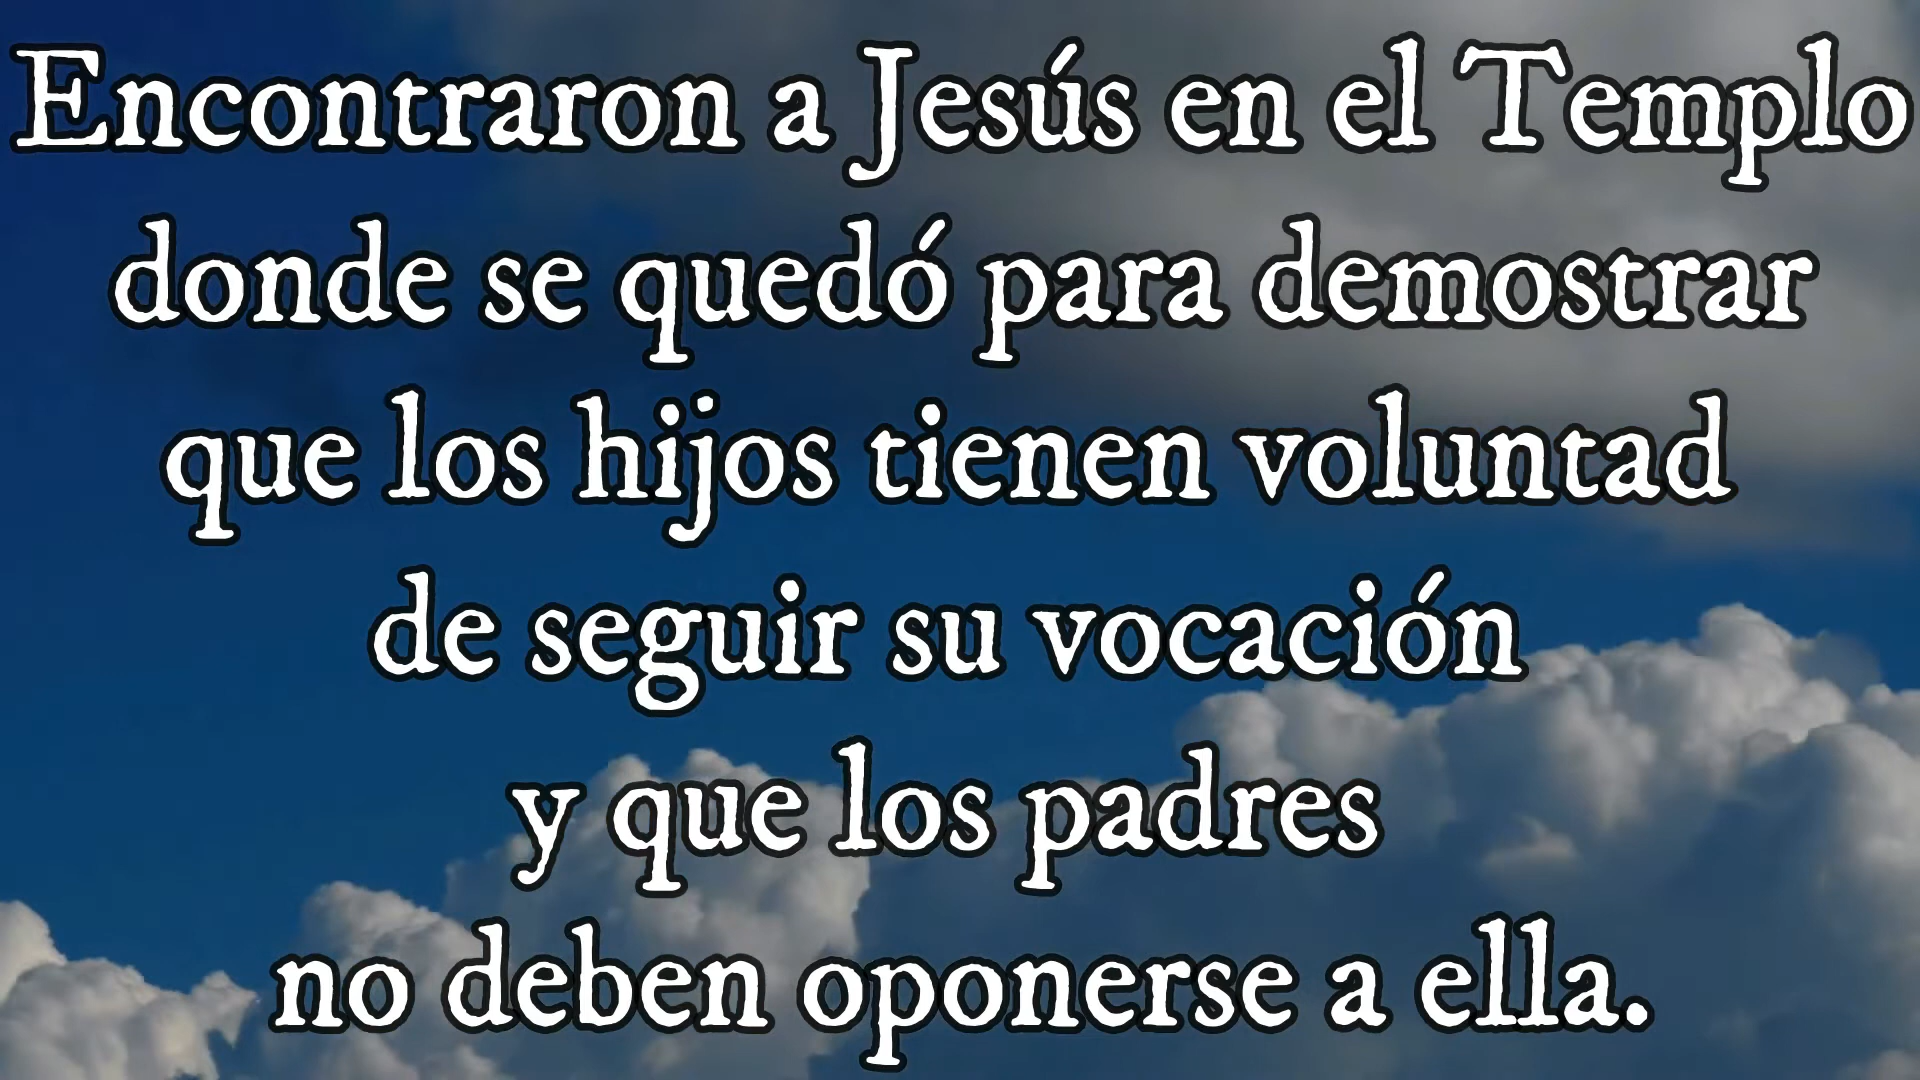 Encontraron a Jesús en el Templo
donde se quedó para demostrar
que los hijos tienen voluntad
de seguir su vocación
y que los padres
no deben oponerse a ella.